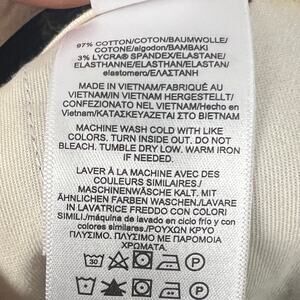 97% COTTON/COTON/BAUMWOLLE/
COTONE/algodon/BAMBAKI
3% LYCRA® SPANDEX/ELASTANE/
ELASTHANNE/ELASTHAN/ELASTAN/
elastomero/ΕΛΑΣΤΑΝΗ
MADE IN VIETNAM/FABRIQUÉ AU
VIETNAM/IN VIETNAM HERGESTELLT/
CONFEZIONATO NEL VIETNAM/Hecho en
Vietnam/ΚΑΤΑΣΚΕΥΑΖΕΤΑΙ ΣΤΟ ΒΙΕΤΝΑΜ
MACHINE WASH COLD WITH LIKE
COLORS. TURN INSIDE OUT. DO NOT
BLEACH. TUMBLE DRY LOW. WARM IRON
IF NEEDED.
LAVER À LA MACHINE AVEC DES
COULEURS SIMILAIRES./
MASCHINENWÄSCHE KALT. MIT
ÄHNLICHEN FARBEN WASCHEN/LAVARE
IN LAVATRICE FREDDO CON COLORI
SIMILI./máquina de lavado en ciclo frío y con
colores similares./ΡΟΥΧΩΝ ΚΡΥΟ
ΠΛΥΣΙΜΟ. ΠΛΥΣΙΜΟ ΜΕ ΠΑΡΟΜΟΙΑ
ΧΡΩΜΑΤΑ.
30